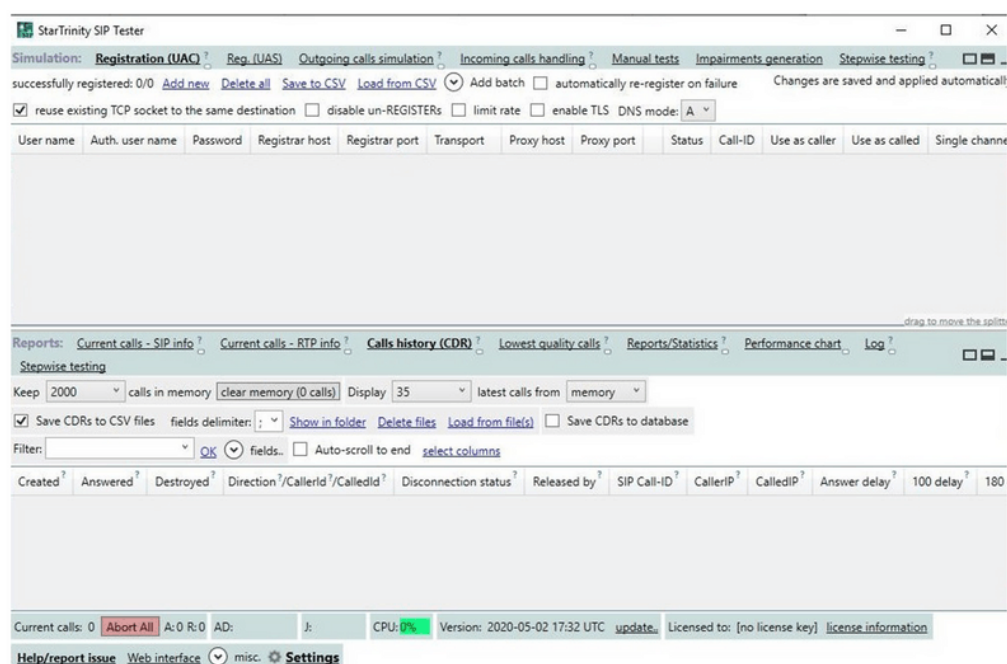 StarTrinity SIP Tester
Simulation: Registration (UAC) ? Reg. (UAS) Outgoing calls simulation ? Incoming calls handling ? Manual tests Impairments generation Stepwise testing ?
successfully registered: 0/0 Add new Delete all Save to CSV Load from CSV Add batch automatically re-register on failure Changes are saved and applied automatically
reuse existing TCP socket to the same destination disable un-REGISTERs limit rate enable TLS DNS mode: A
User name Auth. user name Password Registrar host Registrar port Transport Proxy host Proxy port Status Call-ID Use as caller Use as called Single channe
drag to move the splitte
Reports: Current calls - SIP info ? Current calls - RTP info ? Calls history (CDR) ? Lowest quality calls ? Reports/Statistics ? Performance chart Log ?
Stepwise testing
Keep 2000 calls in memory clear memory (0 calls) Display 35 latest calls from memory
Save CDRs to CSV files fields delimiter: ; Show in folder Delete files Load from file(s) Save CDRs to database
Filter: OK fields.. Auto-scroll to end select columns
Created ? Answered ? Destroyed ? Direction ?/CallerId ?/CalledId ? Disconnection status ? Released by ? SIP Call-ID ? CallerIP ? CalledIP ? Answer delay ? 100 delay ? 180
Current calls: 0 Abort All A: 0 R: 0 AD: J: CPU: 0% Version: 2020-05-02 17:32 UTC update.. Licensed to: [no license key] license information
Help/report issue Web interface misc. Settings